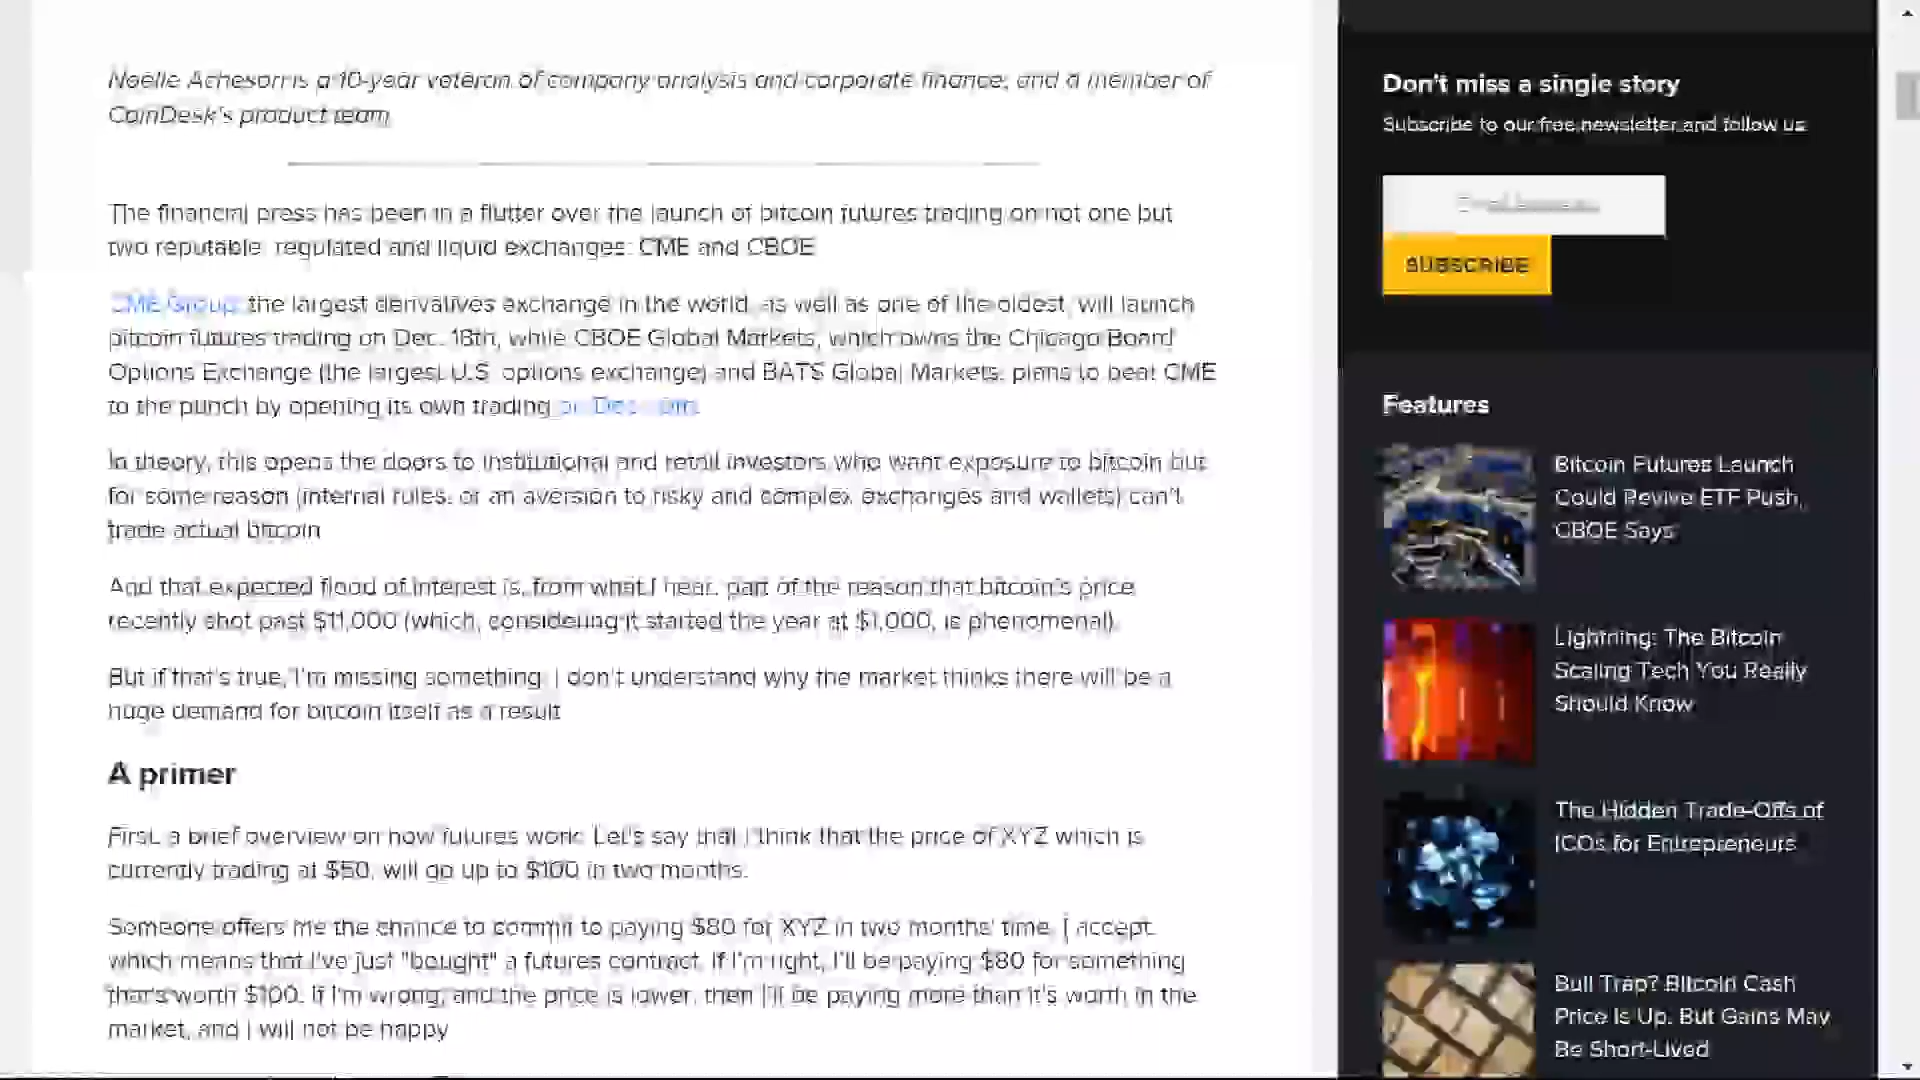 Noelle Acheson is a 10-year veteran of company analysis and corporate finance, and a member of
CoinDesk's product team.
The financial press has been in a flutter over the launch of bitcoin futures trading on not one but
two reputable, regulated and liquid exchanges: CME and CBOE
CME Group, the largest derivatives exchange in the world, as well as one of the oldest, will launch
bitcoin futures trading on Dec. 18th, while CBOE Global Markets, which owns the Chicago Board
Options Exchange (the largest U.S. options exchange) and BATS Global Markets, plans to beat CME
to the punch by opening its own trading on Dec.
In theory, this opens the doors to institutional and retail investors who want exposure to bitcoin but
for some reason (internal rules, or an aversion to risky and complex exchanges and wallets) can't
trade actual bitcoin
And that expected flood of interest is, from what I hear, part of the reason that bitcoin's price
recently shot past $11,000 (which, considering it started the year at $1,000, is phenomenal).
But if that's true, I'm missing something. I don't understand why the market thinks there will be a
huge demand for bitcoin itself as a result
A primer
First, a brief overview on how futures work. Let's say that I think that the price of XYZ which is
currently trading at $50, will go up to $100 in two months.
Someone offers me the chance to commit to paying $80 for XYZ in two months' time. I accept,
which means that I've just "bought" a futures contract. If I'm right, I'll be paying $80 for something
that's worth $100. If I'm wrong, and the price is lower, then I'll be paying more than it's worth in the
market, and I will not be happy
Don't miss a single story
Subscribe to our free newsletter and follow us
SUBSCRIBE
Features
Bitcoin Futures Launch
Could Revive ETF Push,
CBOE Says
Lightning: The Bitcoin
Scaling Tech You Really
Should Know
The Hidden Trade-Offs of
ICOs for Entrepreneurs
Bull Trap? Bitcoin Cash
Price Is Up, But Gains May
Be Short-Lived